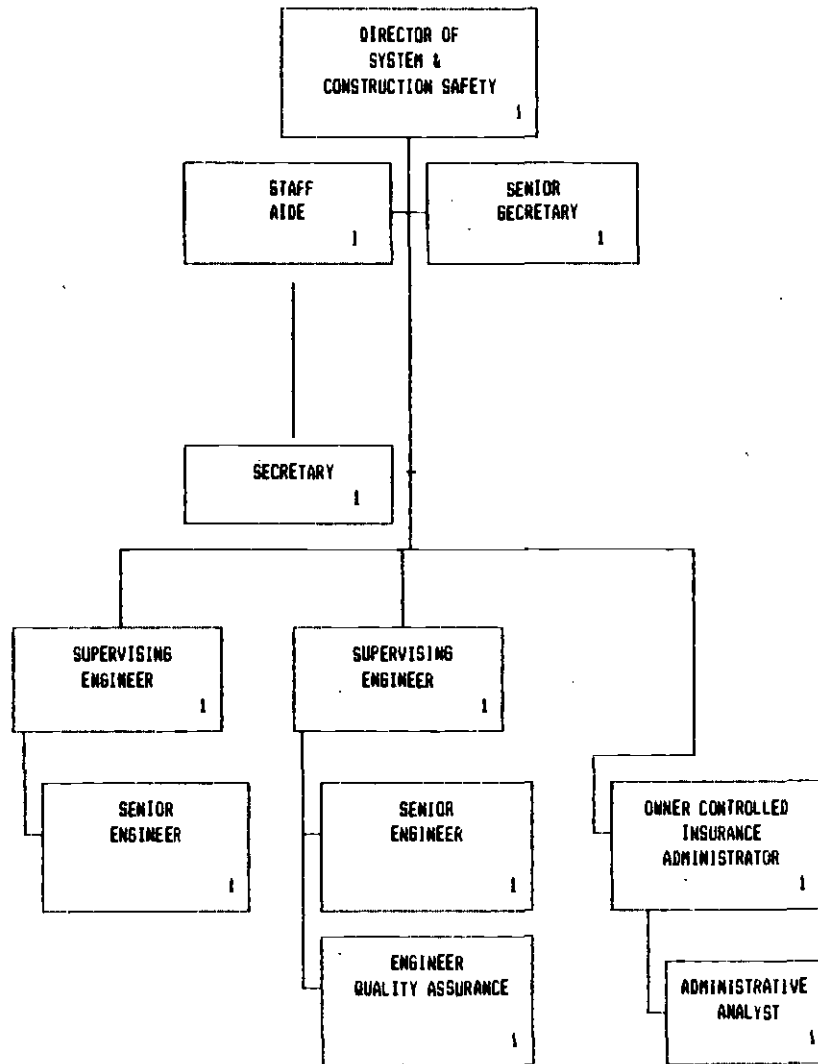 DIRECTOR OF
SYSTEM &
CONSTRUCTION SAFETY
1
STAFF
AIDE
1
SENIOR
SECRETARY
1
SECRETARY
1
SUPERVISING
ENGINEER
1
SUPERVISING
ENGINEER
1
SENIOR
ENGINEER
1
SENIOR
ENGINEER
1
OWNER CONTROLLED
INSURANCE
ADMINISTRATOR
1
ENGINEER
QUALITY ASSURANCE
1
ADMINISTRATIVE
ANALYST
1